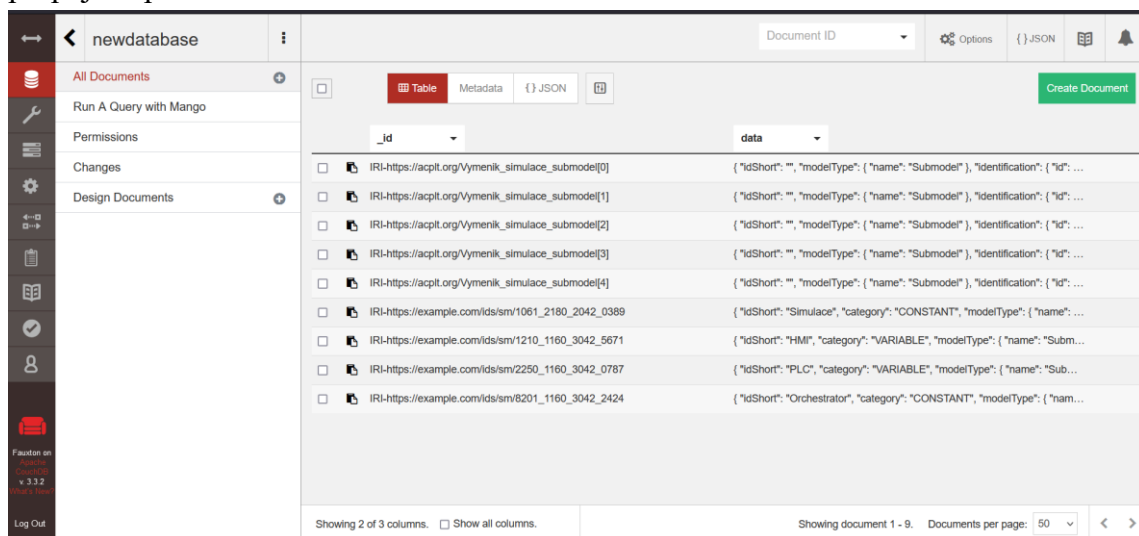 newdatabase
Document ID
Options
{ } JSON
All Documents
Run A Query with Mango
Permissions
Changes
Design Documents
Table
Metadata
{ } JSON
Create Document
_id
data
IRI-https://acplt.org/Vymenik_simulace_submodel[0]
{ "idShort": "", "modelType": { "name": "Submodel" }, "identification": { "id": ...
IRI-https://acplt.org/Vymenik_simulace_submodel[1]
{ "idShort": "", "modelType": { "name": "Submodel" }, "identification": { "id": ...
IRI-https://acplt.org/Vymenik_simulace_submodel[2]
{ "idShort": "", "modelType": { "name": "Submodel" }, "identification": { "id": ...
IRI-https://acplt.org/Vymenik_simulace_submodel[3]
{ "idShort": "", "modelType": { "name": "Submodel" }, "identification": { "id": ...
IRI-https://acplt.org/Vymenik_simulace_submodel[4]
{ "idShort": "", "modelType": { "name": "Submodel" }, "identification": { "id": ...
IRI-https://example.com/ids/sm/1061_2180_2042_0389
{ "idShort": "Simulace", "category": "CONSTANT", "modelType": { "name": ...
IRI-https://example.com/ids/sm/1210_1160_3042_5671
{ "idShort": "HMI", "category": "VARIABLE", "modelType": { "name": "Subm...
IRI-https://example.com/ids/sm/2250_1160_3042_0787
{ "idShort": "PLC", "category": "VARIABLE", "modelType": { "name": "Sub...
IRI-https://example.com/ids/sm/8201_1160_3042_2424
{ "idShort": "Orchestrator", "category": "CONSTANT", "modelType": { "nam...
Fauxton on
Apache
CouchDB
v. 3.3.2
What's New?
Log Out
Showing 2 of 3 columns.
Show all columns.
Showing document 1 - 9.
Documents per page: 50